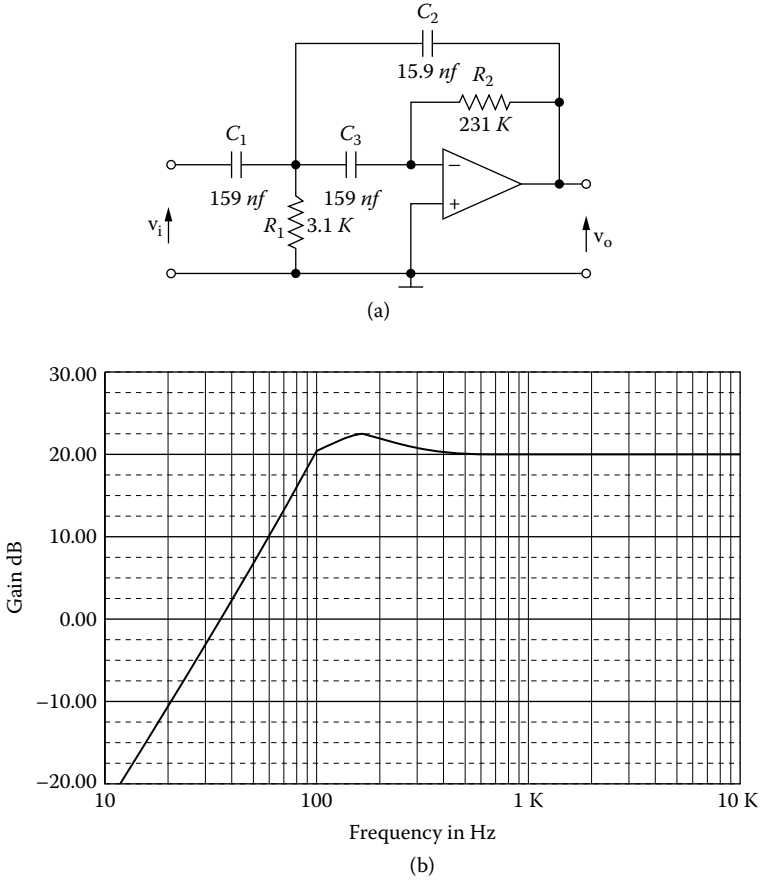 C2
15.9 nf
R2
231 K
C1
C3
159 nf
159 nf
R1
3.1 K
−
+
vi
vo
(a)
30.00
20.00
10.00
0.00
−10.00
−20.00
Gain dB
10
100
1 K
10 K
Frequency in Hz
(b)